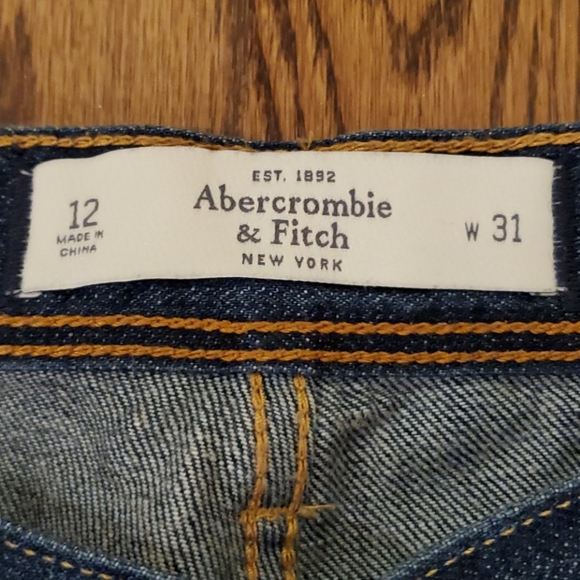 12
MADE IN
CHINA
EST. 1892
Abercrombie
& Fitch
NEW YORK
W 31